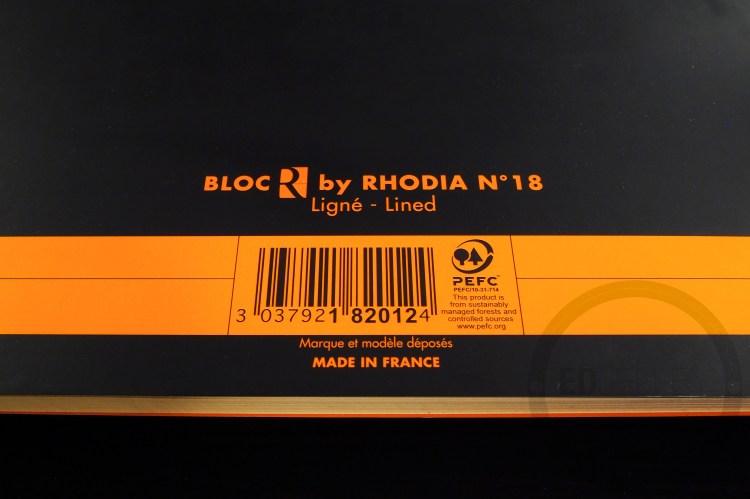 BLOC R by RHODIA N°18
Ligné - Lined
3 037921 820124
PEFC
PEFC/10-31-714
This product is
from sustainably
managed forests and
controlled sources
www.pefc.org
Marque et modèle déposés
MADE IN FRANCE